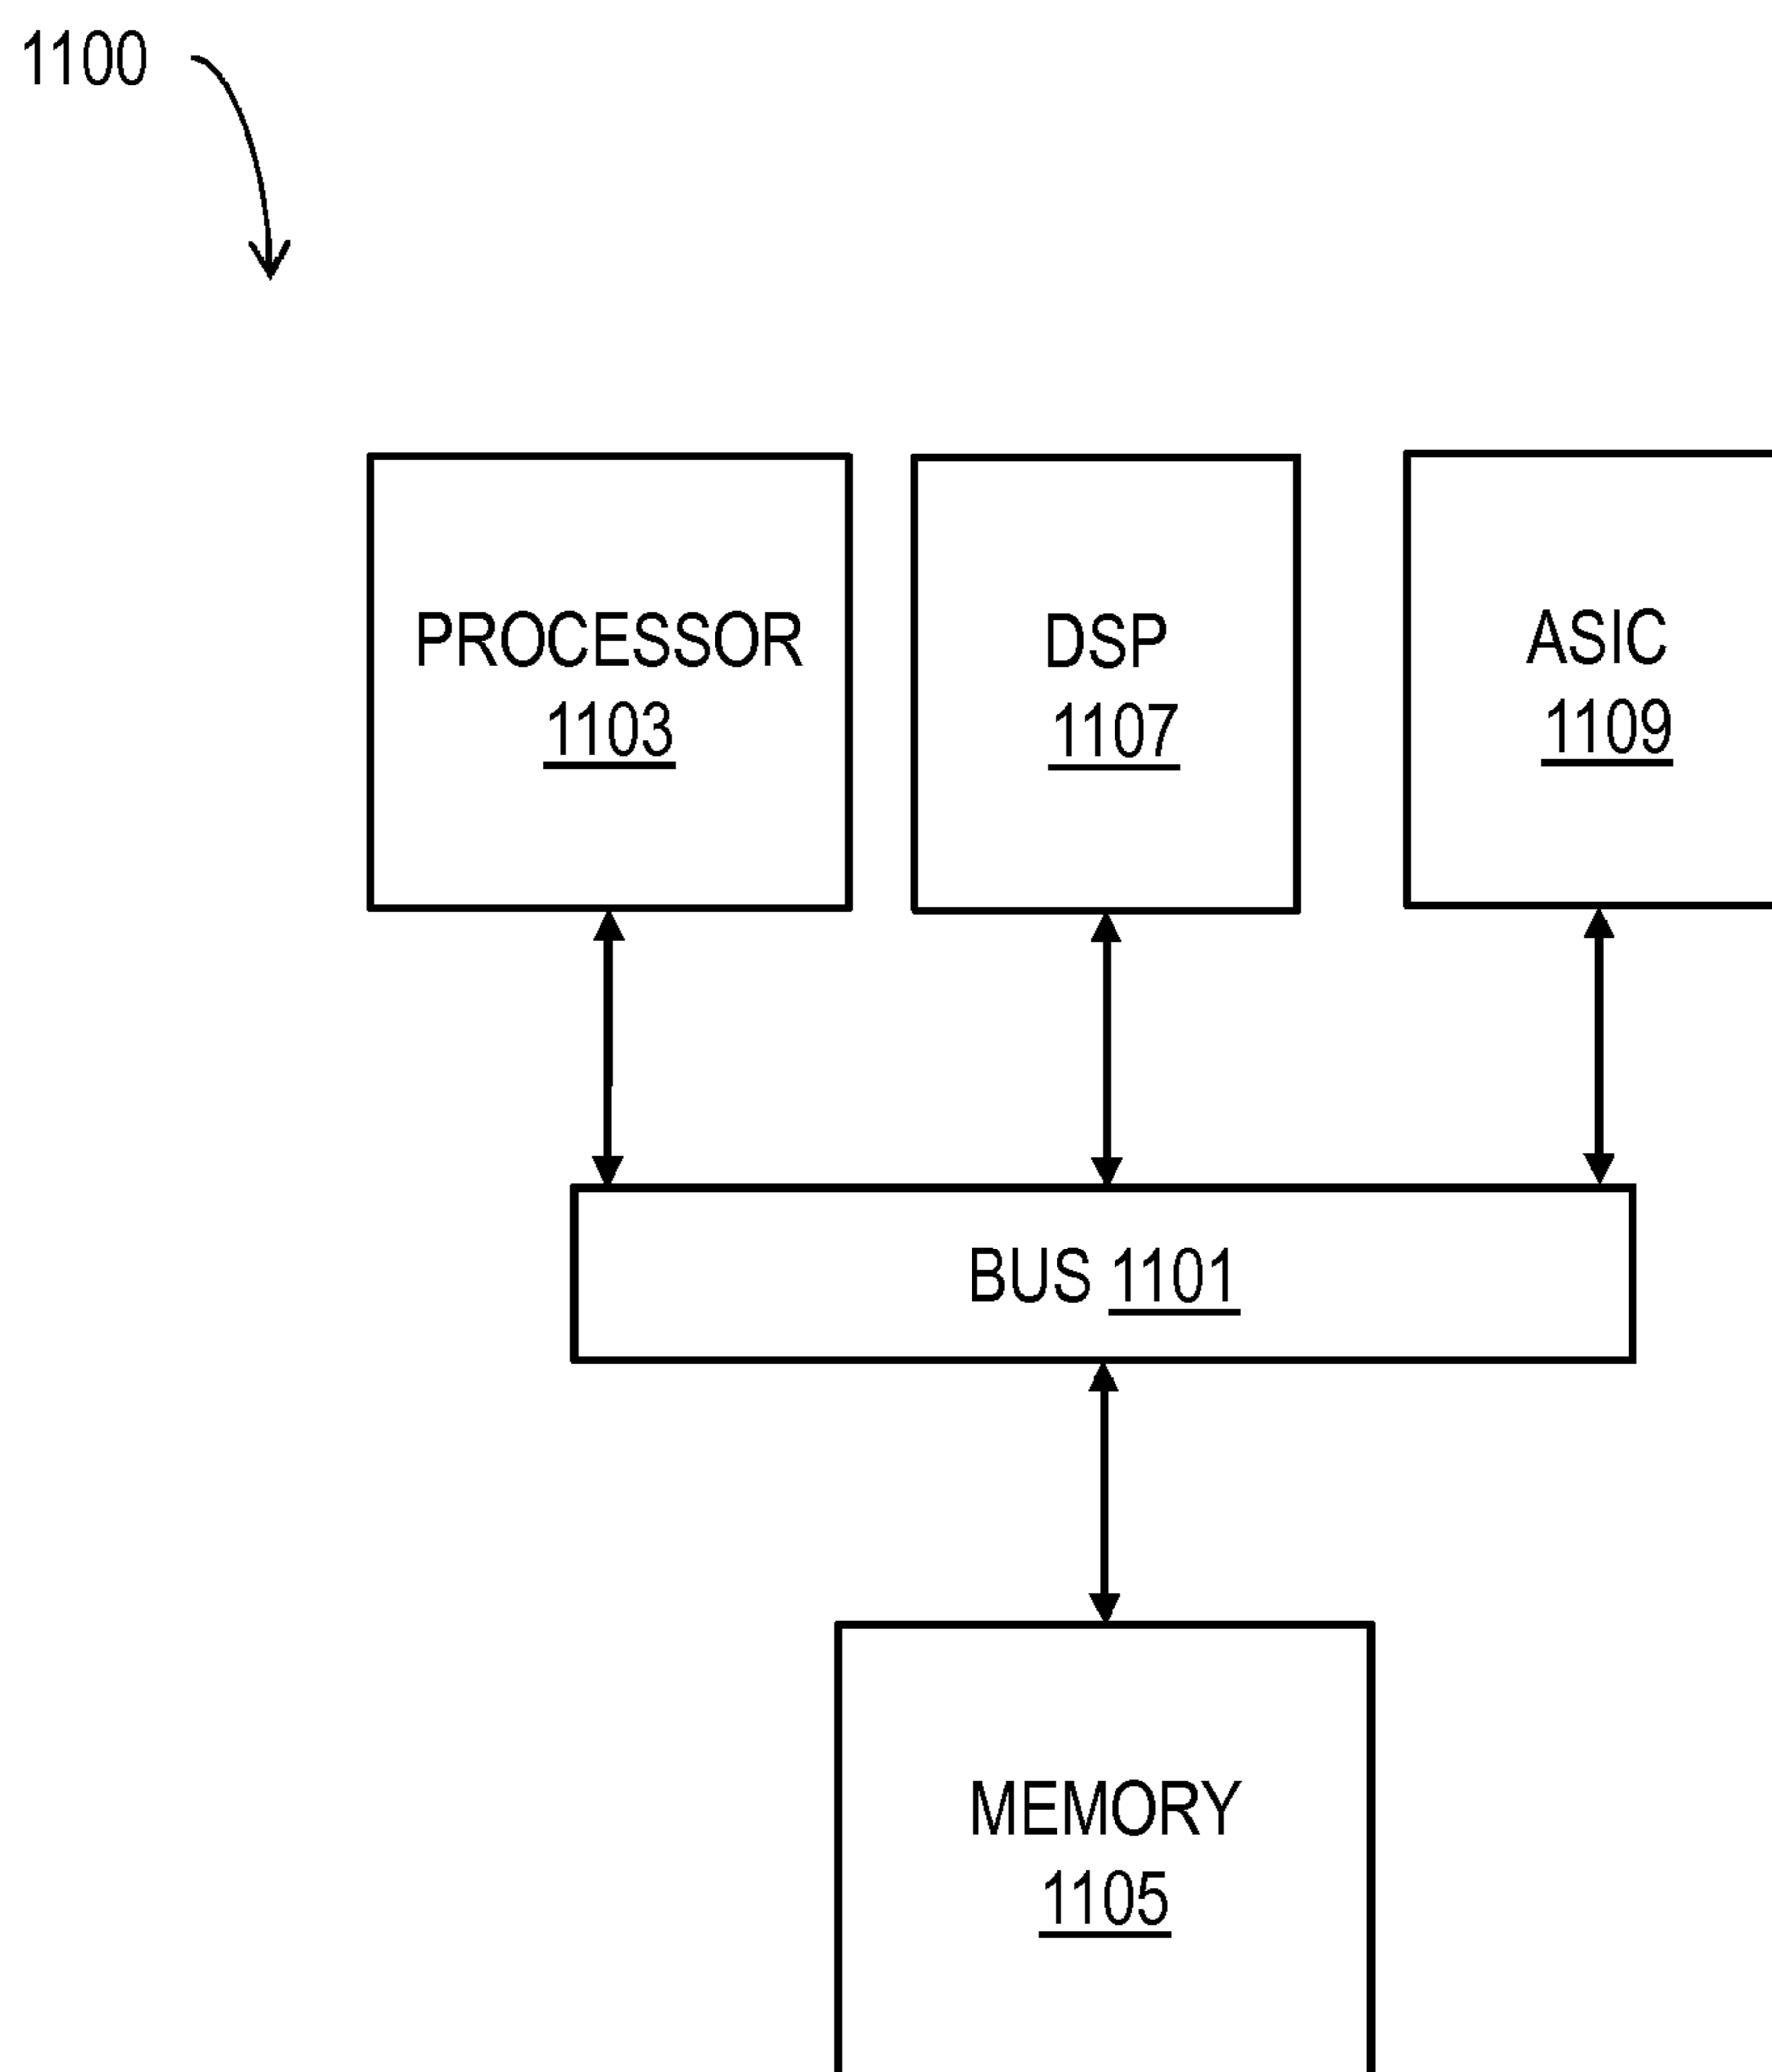 1100
PROCESSOR
1103
DSP
1107
ASIC
1109
BUS 1101
MEMORY
1105